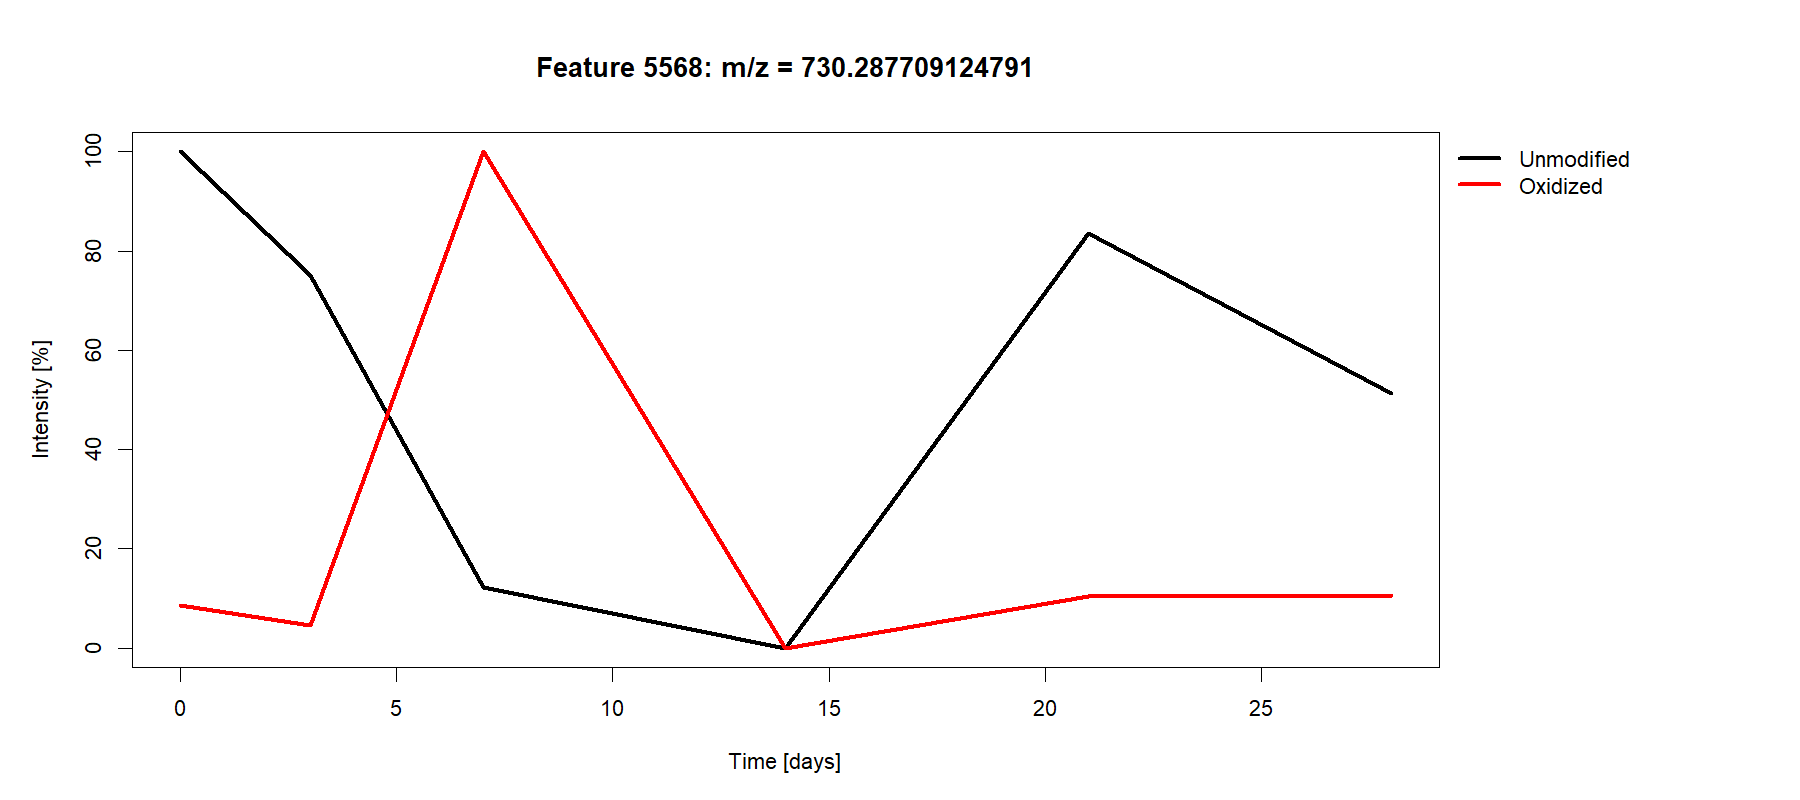 Feature 5568: m/z = 730.287709124791
100
80
60
40
20
0
Intensity [%]
Unmodified
Oxidized
0 5 10 15 20 25
Time [days]